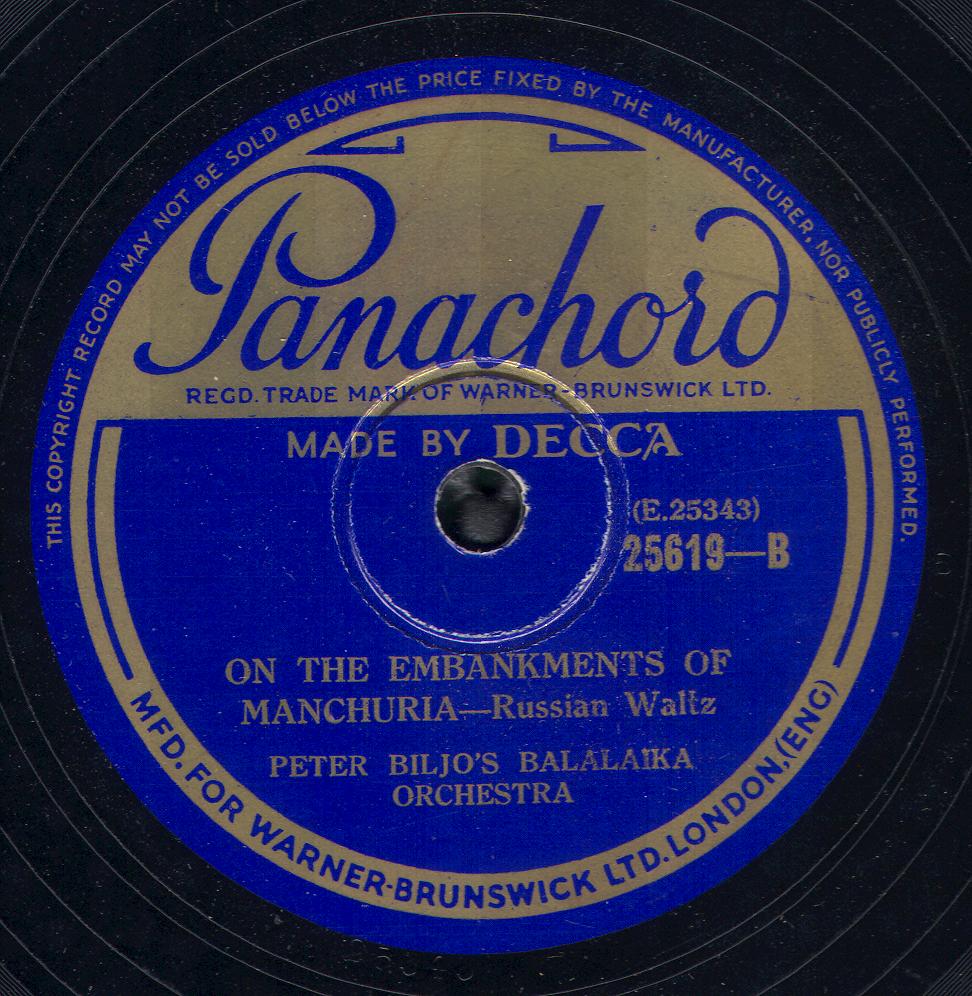 THIS COPYRIGHT RECORD MAY NOT BE SOLD BELOW THE PRICE FIXED BY THE MANUFACTURER, NOR PUBLICLY PERFORMED.
Panachord
REGD. TRADE MARK OF WARNER-BRUNSWICK LTD.
MADE BY DECCA
(E.25343)
25619—B
ON THE EMBANKMENTS OF
MANCHURIA—Russian Waltz
PETER BILJO'S BALALAIKA
ORCHESTRA
MFD. FOR WARNER-BRUNSWICK LTD. LONDON,(ENG)